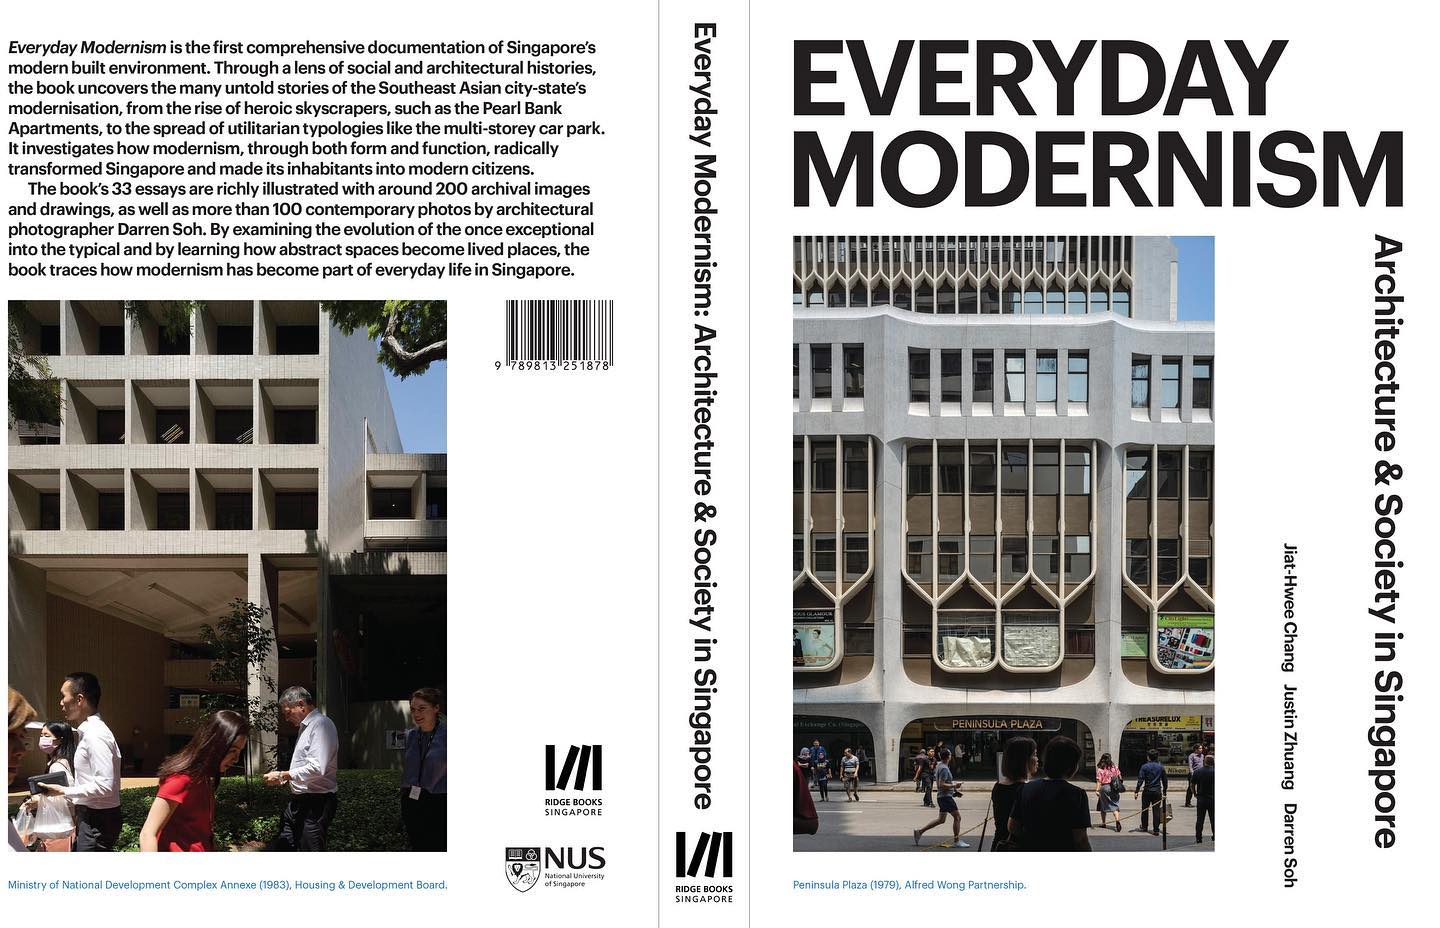 Everyday Modernism is the first comprehensive documentation of Singapore's
modern built environment. Through a lens of social and architectural histories,
the book uncovers the many untold stories of the Southeast Asian city-state's
modernisation, from the rise of heroic skyscrapers, such as the Pearl Bank
Apartments, to the spread of utilitarian typologies like the multi-storey car park.
It investigates how modernism, through both form and function, radically
transformed Singapore and made its inhabitants into modern citizens.
The book's 33 essays are richly illustrated with around 200 archival images
and drawings, as well as more than 100 contemporary photos by architectural
photographer Darren Soh. By examining the evolution of the once exceptional
into the typical and by learning how abstract spaces become lived places, the
book traces how modernism has become part of everyday life in Singapore.
9 789813 251878
RIDGE BOOKS
SINGAPORE
NUS
National University
of Singapore
Ministry of National Development Complex Annexe (1983), Housing & Development Board.
Everyday Modernism: Architecture & Society in Singapore
RIDGE BOOKS
SINGAPORE
EVERYDAY
MODERNISM
Architecture & Society in Singapore
Jiat-Hwee Chang Justin Zhuang Darren Soh
PENINSULA PLAZA
TREASURELUX
Nikon
Peninsula Plaza (1979), Alfred Wong Partnership.